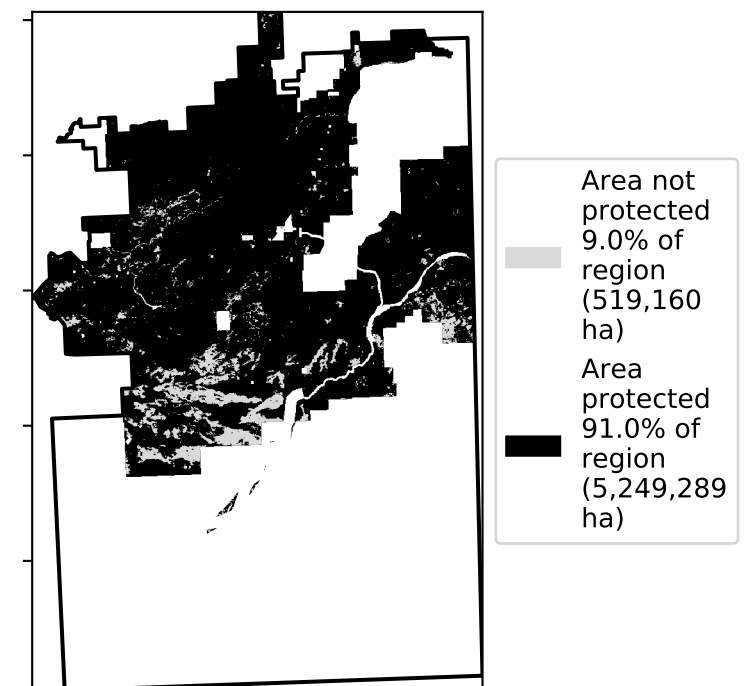 Area not
protected
9.0% of
region
(519,160
ha)
Area
protected
91.0% of
region
(5,249,289
ha)